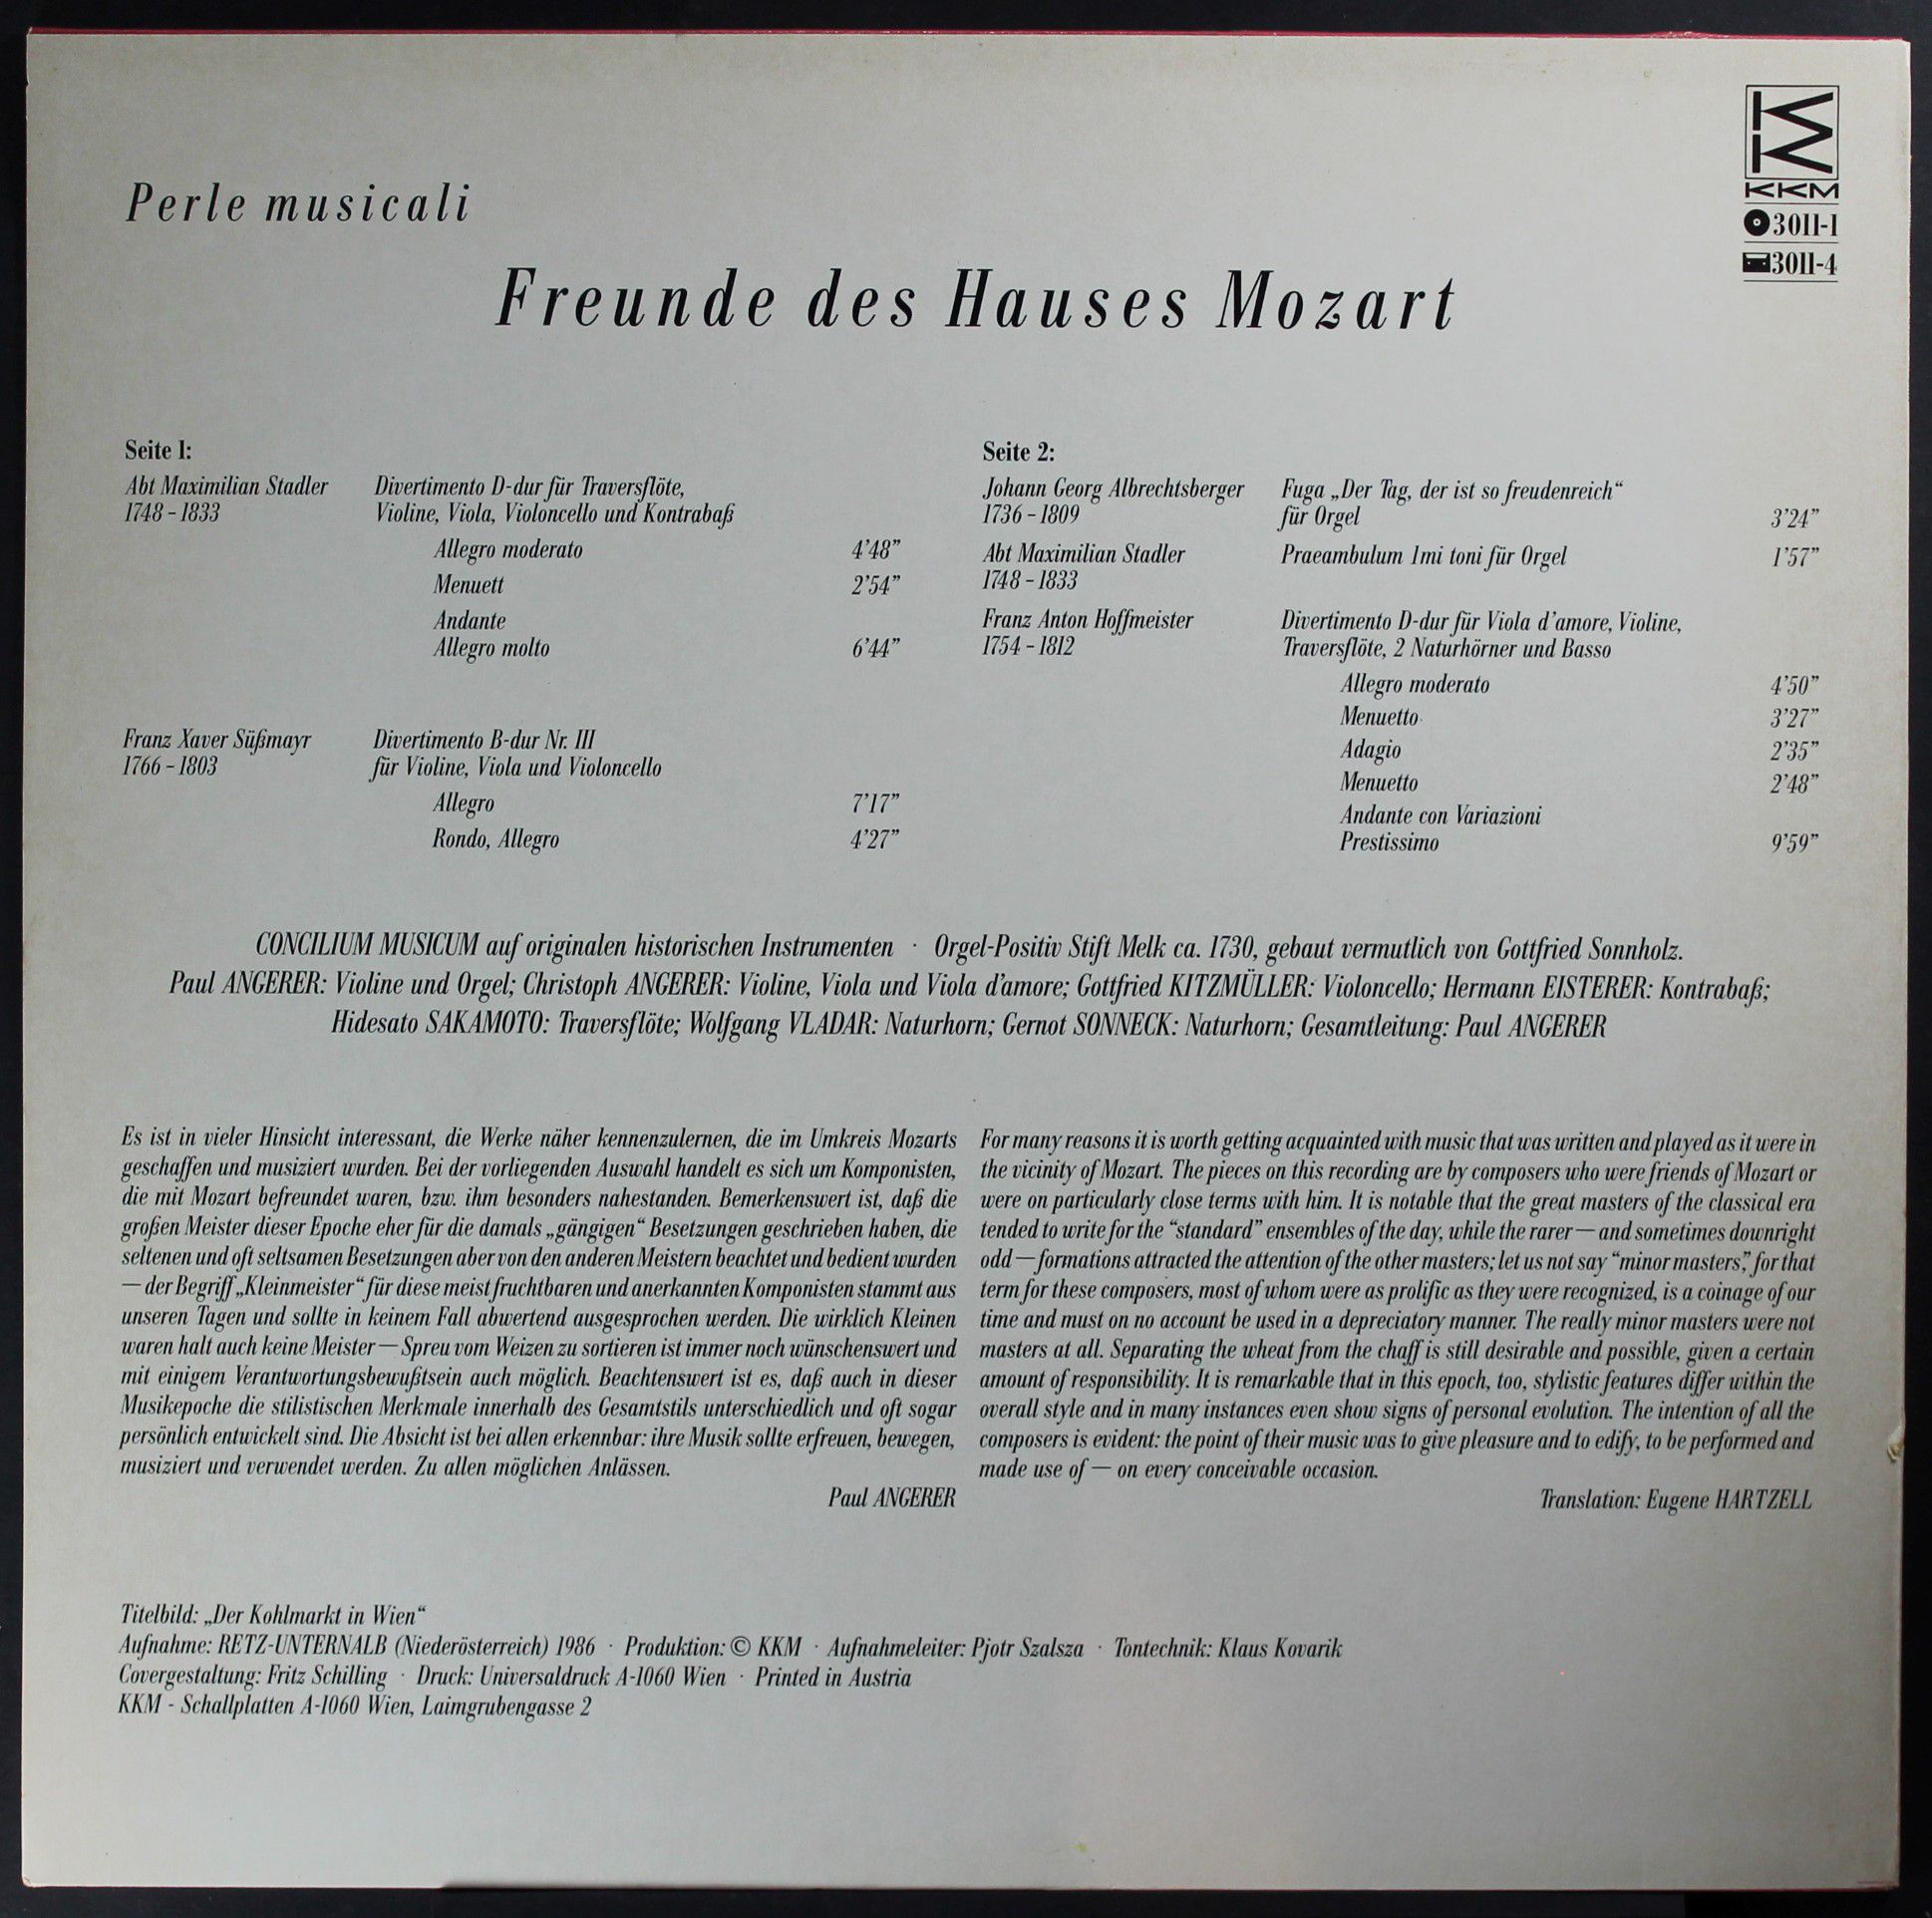 KKM
3011-1
3011-4
Perle musicali
Freunde des Hauses Mozart
Seite 1:
Abt Maximilian Stadler Divertimento D-dur für Traversflöte,
1748 – 1833 Violine, Viola, Violoncello und Kontrabaß
Allegro moderato 4’48”
Menuett 2’54”
Andante
Allegro molto 6’44”
Franz Xaver Süßmayr Divertimento B-dur Nr. III
1766 – 1803 für Violine, Viola und Violoncello
Allegro 7’17”
Rondo, Allegro 4’27”
Seite 2:
Johann Georg Albrechtsberger Fuga „Der Tag, der ist so freudenreich“
1736 – 1809 für Orgel 3’24”
Abt Maximilian Stadler Praeambulum 1mi toni für Orgel 1’57”
1748 – 1833
Franz Anton Hoffmeister Divertimento D-dur für Viola d’amore, Violine,
1754 – 1812 Traversflöte, 2 Naturhörner und Basso
Allegro moderato 4’50”
Menuetto 3’27”
Adagio 2’35”
Menuetto 2’48”
Andante con Variazioni
Prestissimo 9’59”
CONCILIUM MUSICUM auf originalen historischen Instrumenten · Orgel-Positiv Stift Melk ca. 1730, gebaut vermutlich von Gottfried Sonnholz.
Paul ANGERER: Violine und Orgel; Christoph ANGERER: Violine, Viola und Viola d’amore; Gottfried KITZMÜLLER: Violoncello; Hermann EISTERER: Kontrabaß;
Hidesato SAKAMOTO: Traversflöte; Wolfgang VLADAR: Naturhorn; Gernot SONNECK: Naturhorn; Gesamtleitung: Paul ANGERER
Es ist in vieler Hinsicht interessant, die Werke näher kennenzulernen, die im Umkreis Mozarts
geschaffen und musiziert wurden. Bei der vorliegenden Auswahl handelt es sich um Komponisten,
die mit Mozart befreundet waren, bzw. ihm besonders nahestanden. Bemerkenswert ist, daß die
großen Meister dieser Epoche eher für die damals „gängigen“ Besetzungen geschrieben haben, die
seltenen und oft seltsamen Besetzungen aber von den anderen Meistern beachtet und bedient wurden
— der Begriff „Kleinmeister“ für diese meist fruchtbaren und anerkannten Komponisten stammt aus
unseren Tagen und sollte in keinem Fall abwertend ausgesprochen werden. Die wirklich Kleinen
waren halt auch keine Meister — Spreu vom Weizen zu sortieren ist immer noch wünschenswert und
mit einigem Verantwortungsbewußtsein auch möglich. Beachtenswert ist es, daß auch in dieser
Musikepoche die stilistischen Merkmale innerhalb des Gesamtstils unterschiedlich und oft sogar
persönlich entwickelt sind. Die Absicht ist bei allen erkennbar: ihre Musik sollte erfreuen, bewegen,
musiziert und verwendet werden. Zu allen möglichen Anlässen.
Paul ANGERER
For many reasons it is worth getting acquainted with music that was written and played as it were in
the vicinity of Mozart. The pieces on this recording are by composers who were friends of Mozart or
were on particularly close terms with him. It is notable that the great masters of the classical era
tended to write for the “standard” ensembles of the day, while the rarer — and sometimes downright
odd — formations attracted the attention of the other masters; let us not say “minor masters”, for that
term for these composers, most of whom were as prolific as they were recognized, is a coinage of our
time and must on no account be used in a depreciatory manner. The really minor masters were not
masters at all. Separating the wheat from the chaff is still desirable and possible, given a certain
amount of responsibility. It is remarkable that in this epoch, too, stylistic features differ within the
overall style and in many instances even show signs of personal evolution. The intention of all the
composers is evident: the point of their music was to give pleasure and to edify, to be performed and
made use of — on every conceivable occasion.
Translation: Eugene HARTZELL
Titelbild: „Der Kohlmarkt in Wien“
Aufnahme: RETZ-UNTERNALB (Niederösterreich) 1986 · Produktion: © KKM · Aufnahmeleiter: Pjotr Szalsza · Tontechnik: Klaus Kovarik
Covergestaltung: Fritz Schilling · Druck: Universaldruck A-1060 Wien · Printed in Austria
KKM - Schallplatten A-1060 Wien, Laimgrubengasse 2